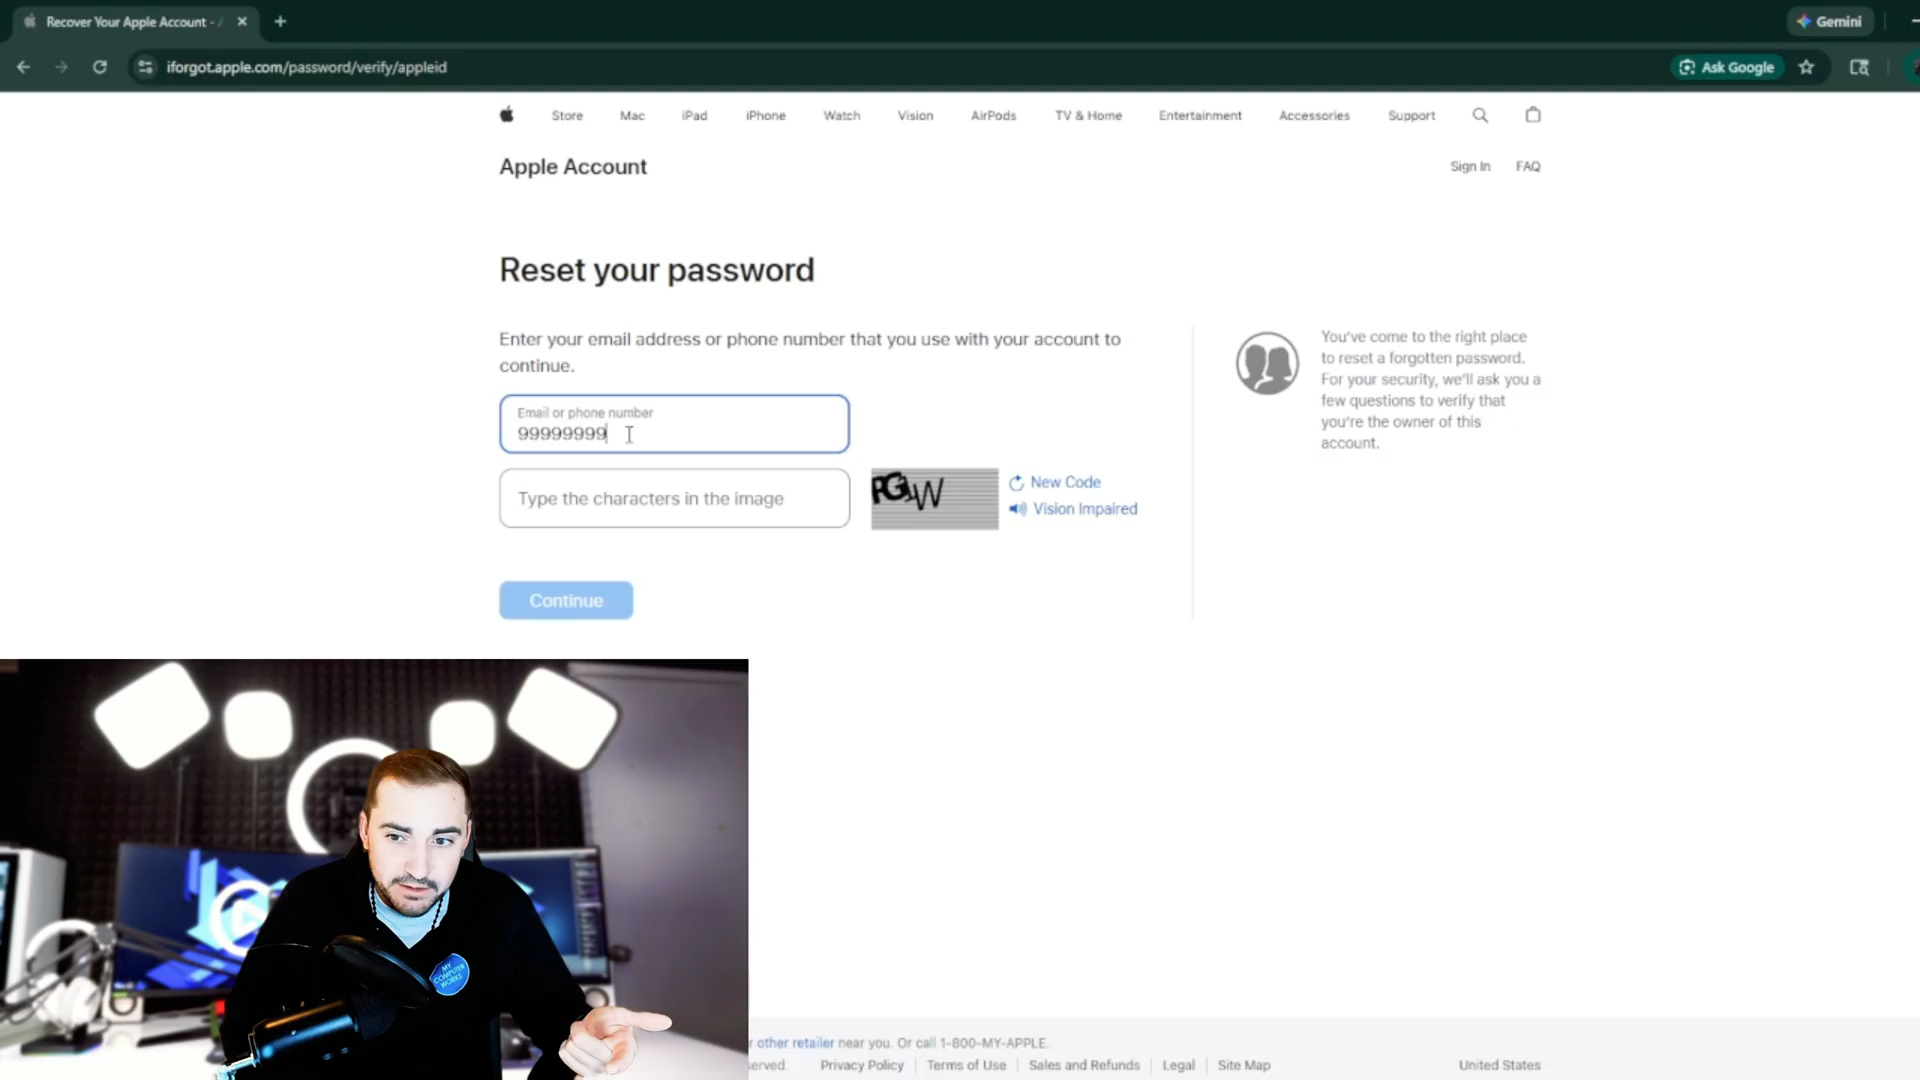 Recover Your Apple Account - A
Gemini
iforgot.apple.com/password/verify/appleid
Ask Google
Store Mac iPad iPhone Watch Vision AirPods TV & Home Entertainment Accessories Support
Apple Account
Sign In FAQ
Reset your password
Enter your email address or phone number that you use with your account to
continue.
Email or phone number
99999999
Type the characters in the image
New Code
Vision Impaired
Continue
You've come to the right place
to reset a forgotten password.
For your security, we'll ask you a
few questions to verify that
you're the owner of this
account.
MY
COMPUTER
WORKS
r other retailer near you. Or call 1-800-MY-APPLE.
served. Privacy Policy Terms of Use Sales and Refunds Legal Site Map United States